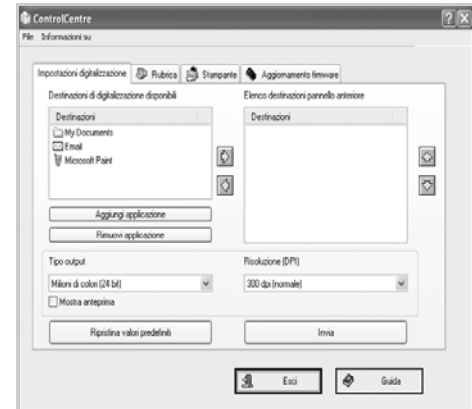 ControlCentre
File Informazioni su
Impostazioni digitalizzazione Rubrica Stampante Aggiornamento firmware
Destinazioni di digitalizzazione disponibili
Destinazioni
My Documents
Email
Microsoft Paint
Aggiungi applicazione
Rimuovi applicazione
Elenco destinazioni pannello anteriore
Destinazioni
Tipo output
Milioni di colori (24 bit)
Mostra anteprima
Risoluzione (DPI)
300 dpi (normale)
Ripristina valori predefiniti
Invia
Esci
Guida